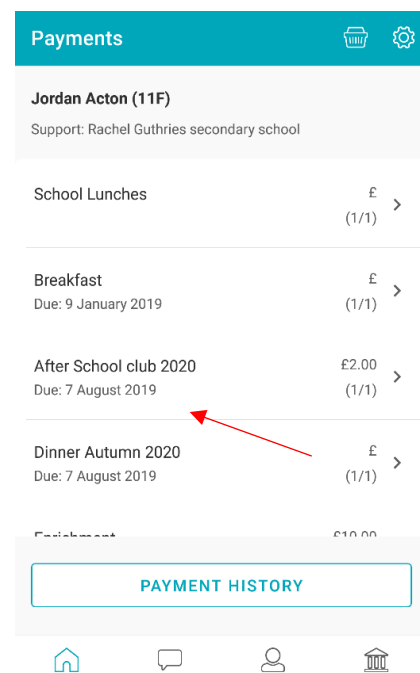 Payments
Jordan Acton (11F)
Support: Rachel Guthries secondary school
School Lunches £
(1/1)
Breakfast £
Due: 9 January 2019 (1/1)
After School club 2020 £2.00
Due: 7 August 2019 (1/1)
Dinner Autumn 2020 £
Due: 7 August 2019 (1/1)
Enrichment £10.00
PAYMENT HISTORY